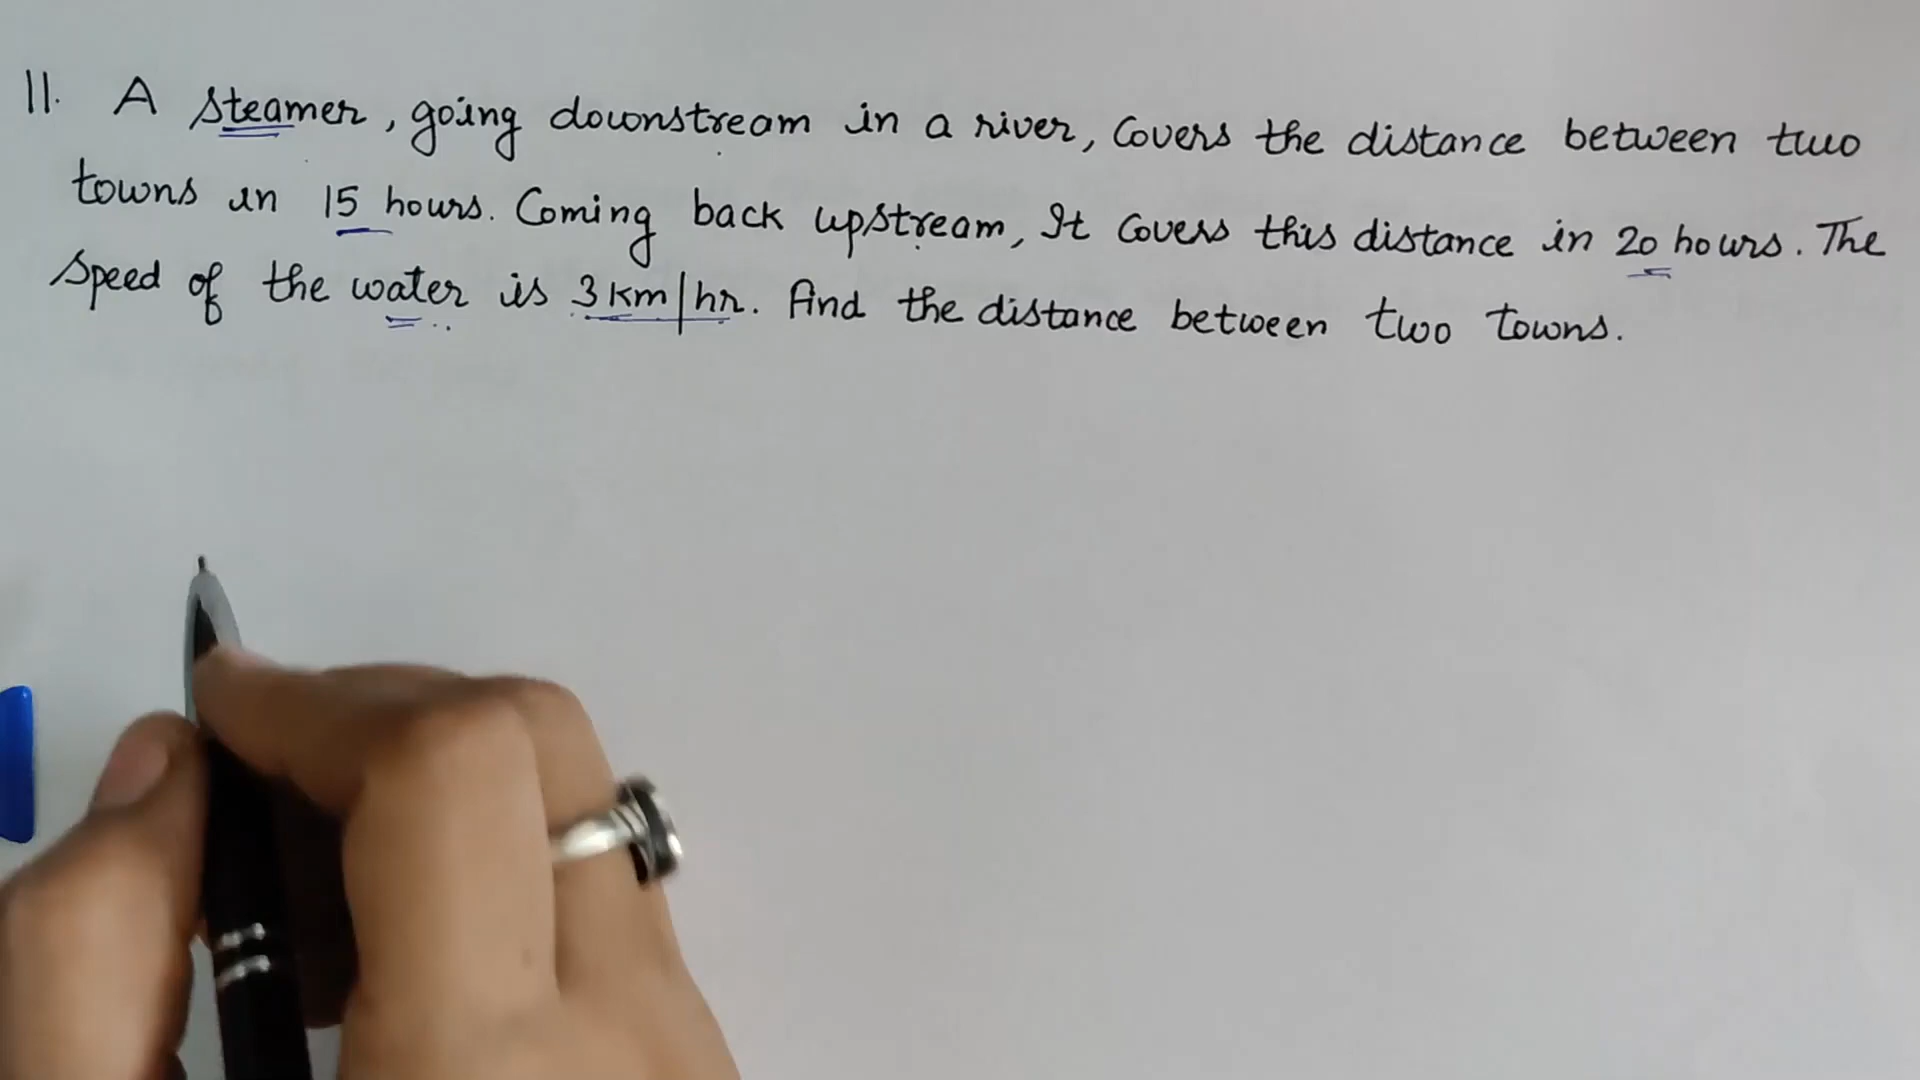 11. A steamer, going downstream in a river, Covers the distance between two
towns in 15 hours. Coming back upstream, It Covers this distance in 20 hours. The
Speed of the water is 3 km/hr. Find the distance between two towns.